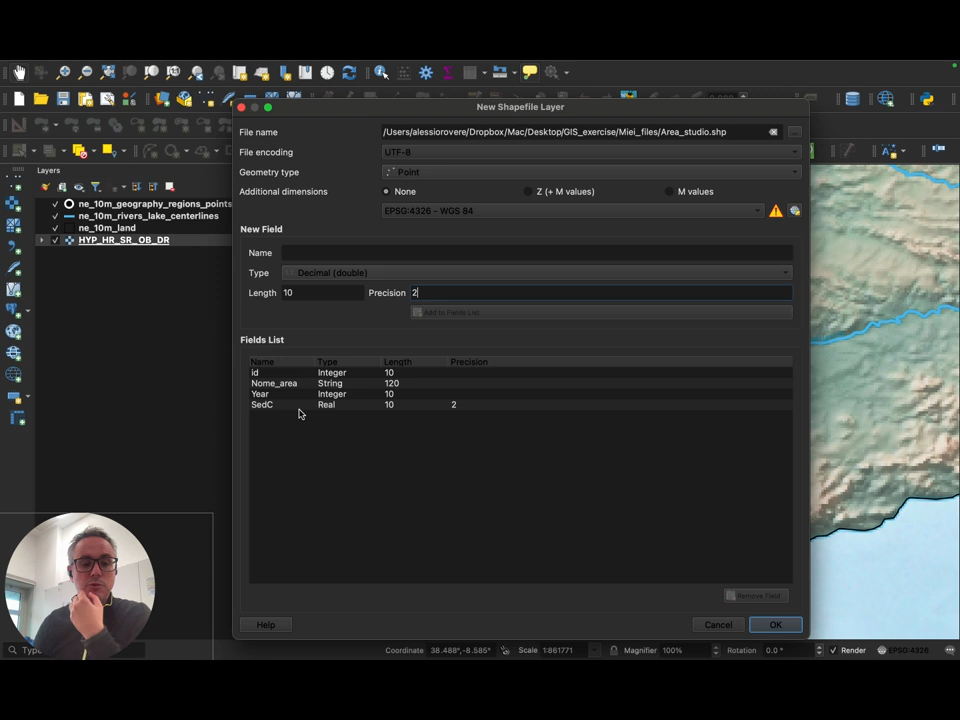 New Shapefile Layer
File name
/Users/alessiorovere/Dropbox/Mac/Desktop/GIS_exercise/Miei_files/Area_studio.shp
File encoding
UTF-8
Geometry type
Point
Additional dimensions
None
Z (+ M values)
M values
EPSG:4326 - WGS 84
New Field
Name
Type
Decimal (double)
Length
10
Precision
2
Add to Fields List
Fields List
Name Type Length Precision
id Integer 10
Nome_area String 120
Year Integer 10
SedC Real 10 2
Remove Field
Help
Cancel
OK
Layers
ne_10m_geography_regions_points
ne_10m_rivers_lake_centerlines
ne_10m_land
HYP_HR_SR_OB_DR
Coordinate 38.488°,-8.585°
Scale 1:861771
Magnifier 100%
Rotation 0.0 °
Render
EPSG:4326